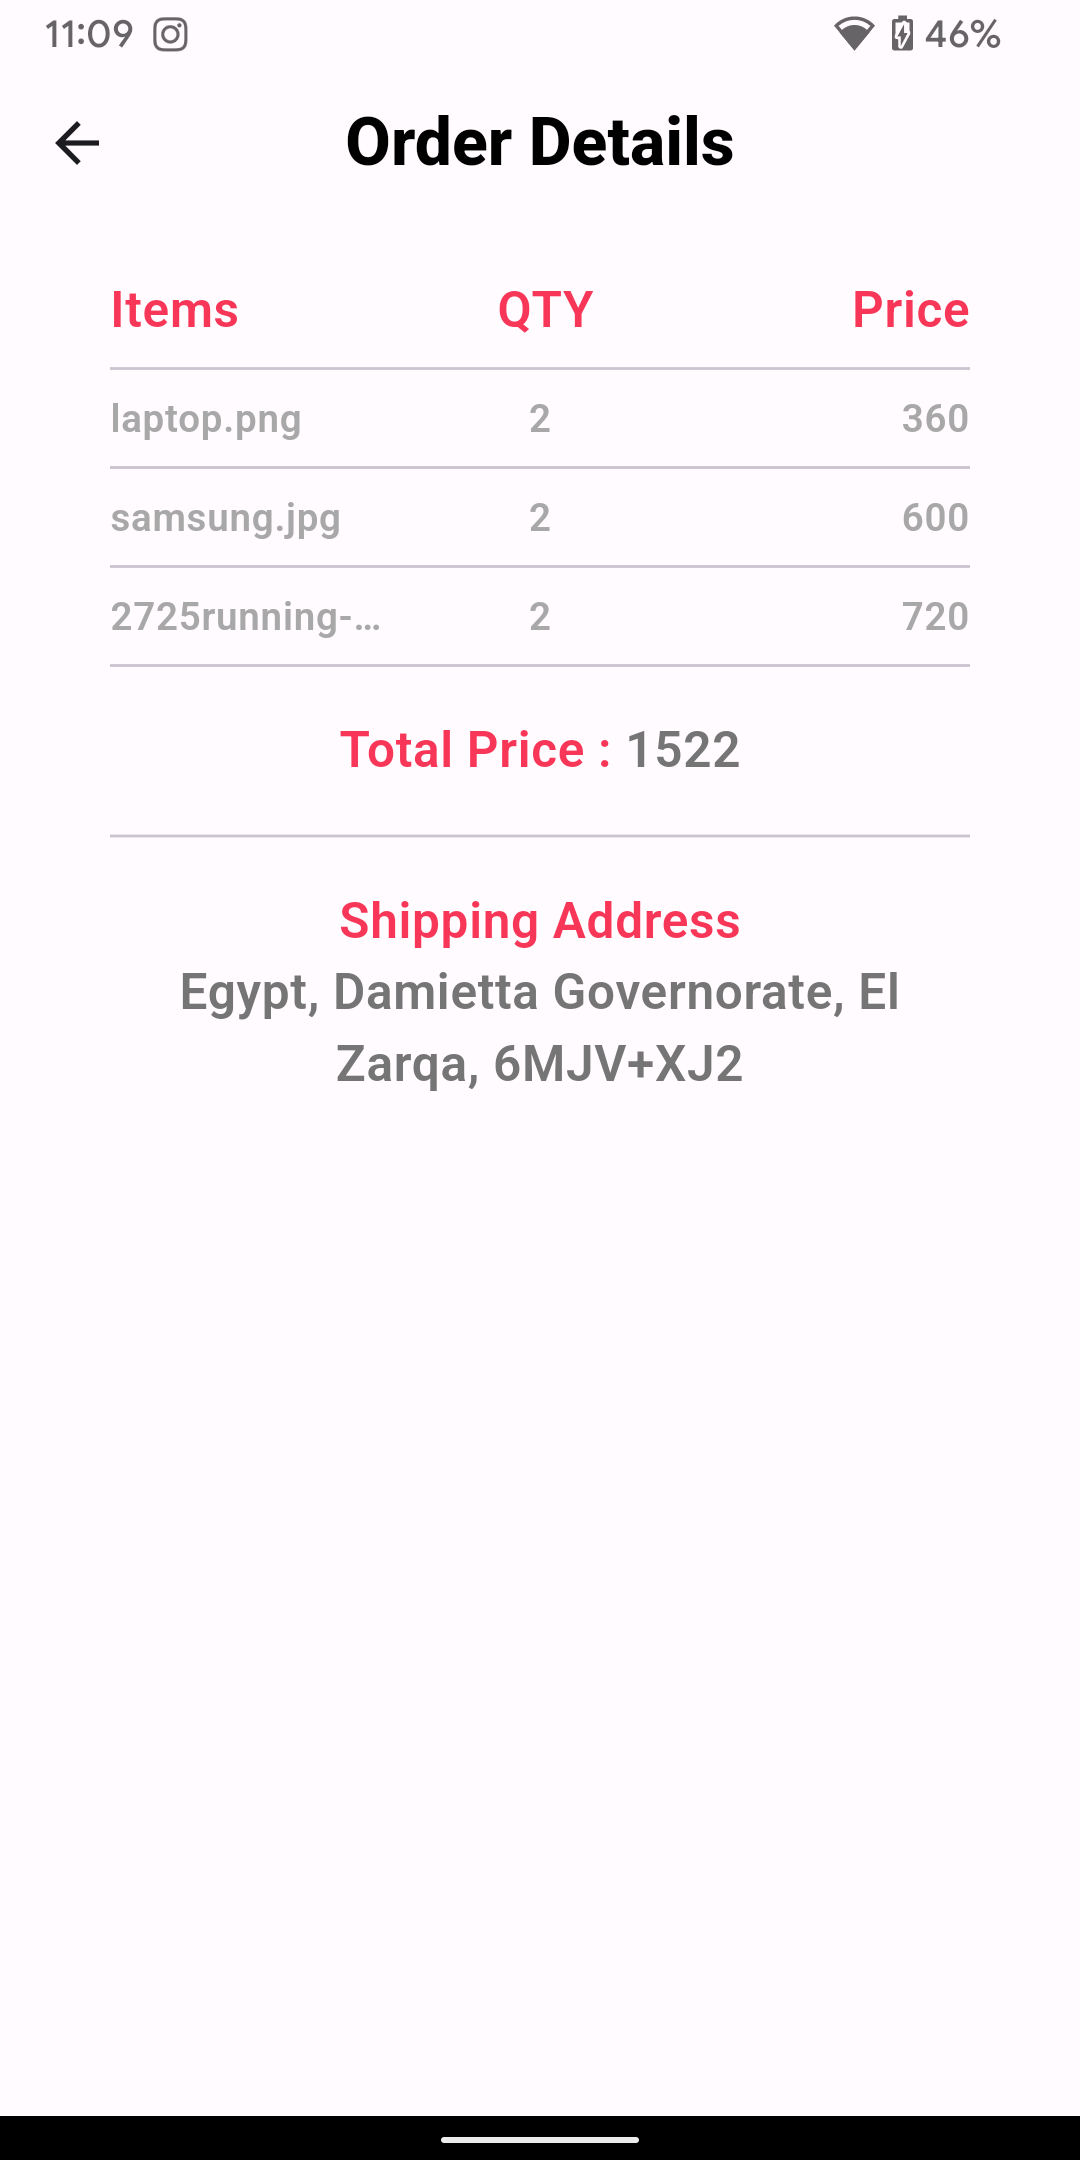 11:09 46%
Order Details
Items QTY Price
laptop.png 2 360
samsung.jpg 2 600
2725running-... 2 720
Total Price : 1522
Shipping Address
Egypt, Damietta Governorate, El
Zarqa, 6MJV+XJ2